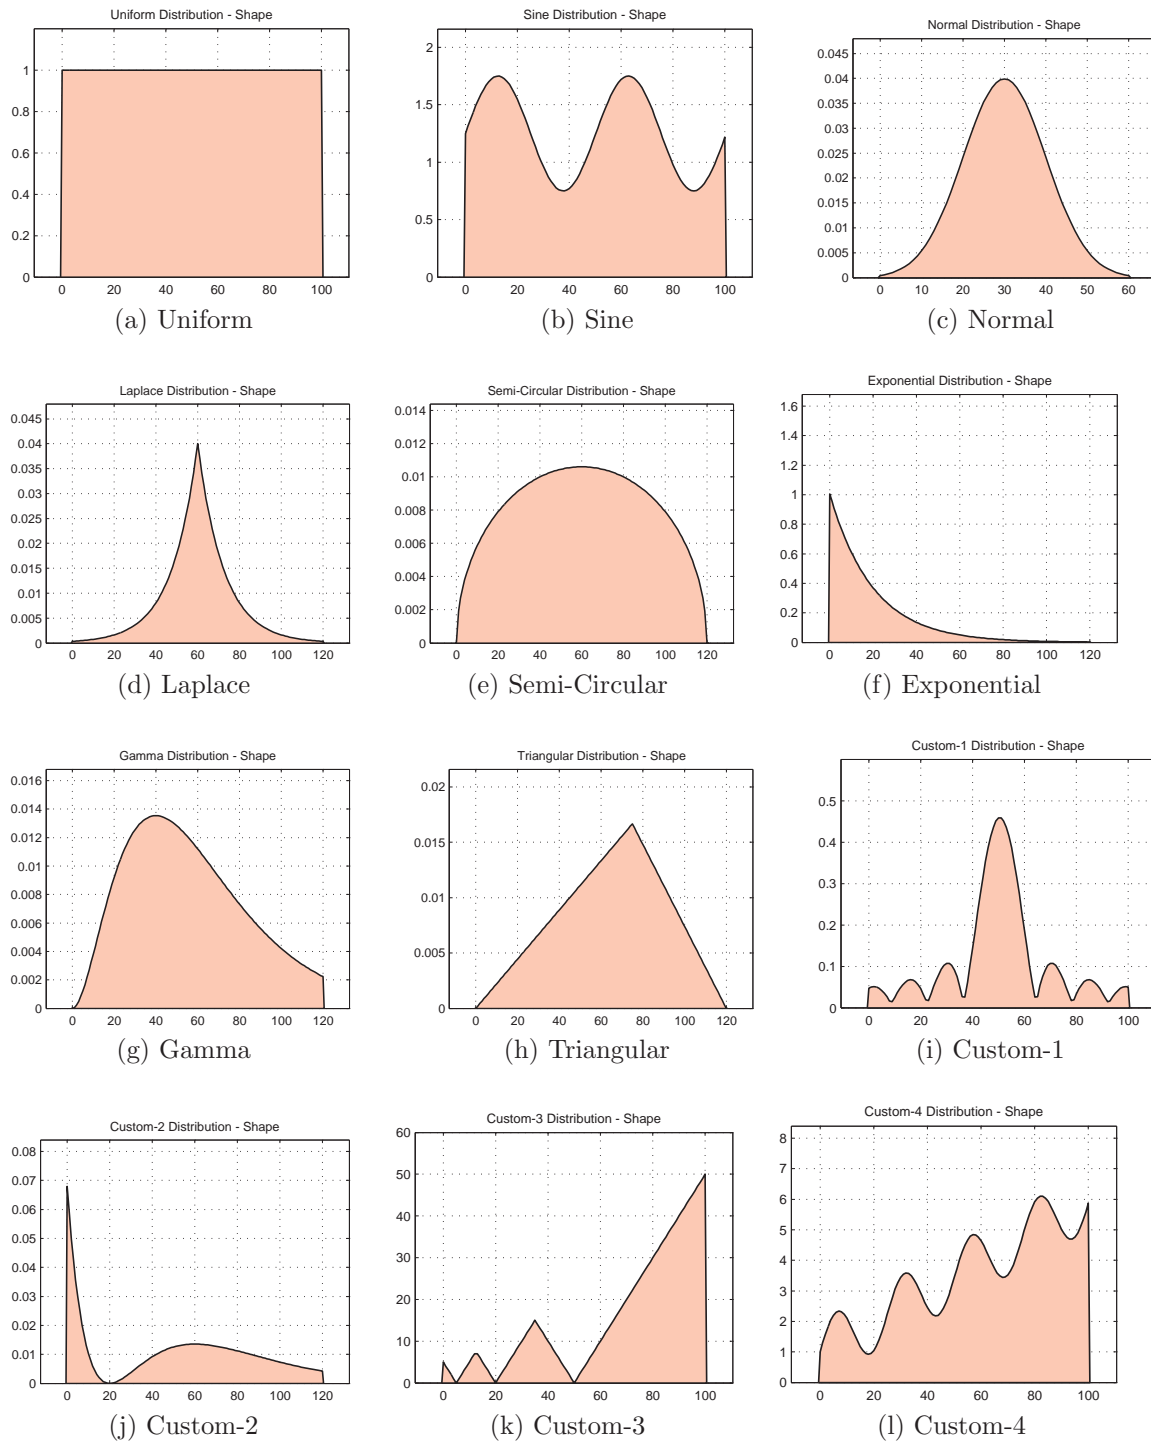 Uniform Distribution - Shape
1
0.8
0.6
0.4
0.2
0
0 20 40 60 80 100
(a) Uniform
Sine Distribution - Shape
2
1.5
1
0.5
0
0 20 40 60 80 100
(b) Sine
Normal Distribution - Shape
0.045
0.04
0.035
0.03
0.025
0.02
0.015
0.01
0.005
0
0 10 20 30 40 50 60
(c) Normal
Laplace Distribution - Shape
0.045
0.04
0.035
0.03
0.025
0.02
0.015
0.01
0.005
0
0 20 40 60 80 100 120
(d) Laplace
Semi-Circular Distribution - Shape
0.014
0.012
0.01
0.008
0.006
0.004
0.002
0
0 20 40 60 80 100 120
(e) Semi-Circular
Exponential Distribution - Shape
1.6
1.4
1.2
1
0.8
0.6
0.4
0.2
0
0 20 40 60 80 100 120
(f) Exponential
Gamma Distribution - Shape
0.016
0.014
0.012
0.01
0.008
0.006
0.004
0.002
0
0 20 40 60 80 100 120
(g) Gamma
Triangular Distribution - Shape
0.02
0.015
0.01
0.005
0
0 20 40 60 80 100 120
(h) Triangular
Custom-1 Distribution - Shape
0.5
0.4
0.3
0.2
0.1
0
0 20 40 60 80 100
(i) Custom-1
Custom-2 Distribution - Shape
0.08
0.07
0.06
0.05
0.04
0.03
0.02
0.01
0
0 20 40 60 80 100 120
(j) Custom-2
Custom-3 Distribution - Shape
60
50
40
30
20
10
0
0 20 40 60 80 100
(k) Custom-3
Custom-4 Distribution - Shape
8
7
6
5
4
3
2
1
0
0 20 40 60 80 100
(l) Custom-4